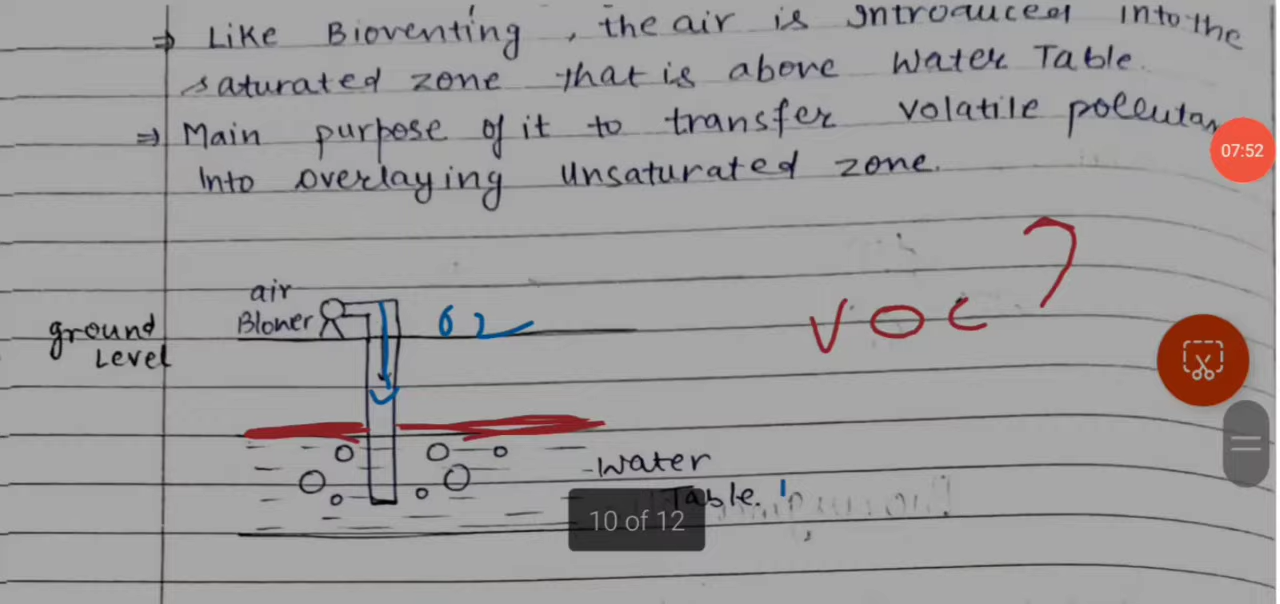 ⇒ Like Bioventing, the air is introduced into the
saturated zone that is above water Table.
⇒ Main purpose of it to transfer volatile pollutan
Into overlaying unsaturated zone.
07:52
air
Blower
O2
VOC
ground
Level
-water
Table.
10 of 12